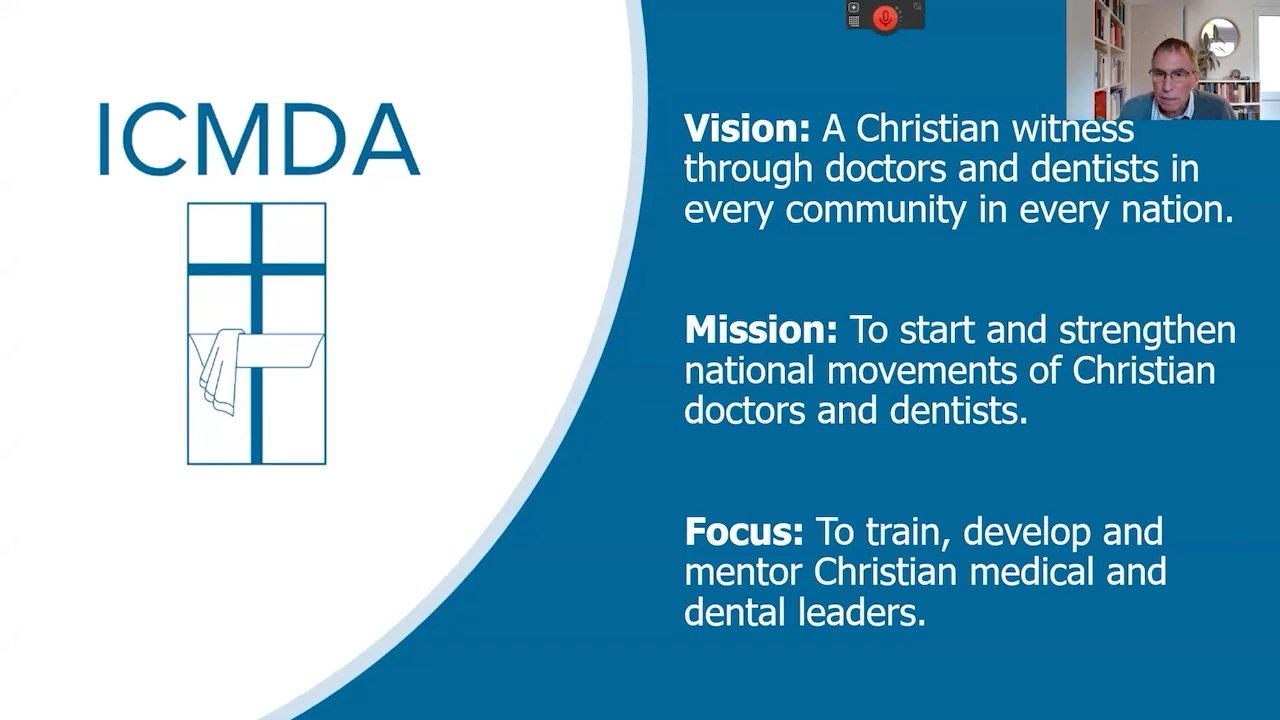 ICMDA
Vision: A Christian witness
through doctors and dentists in
every community in every nation.
Mission: To start and strengthen
national movements of Christian
doctors and dentists.
Focus: To train, develop and
mentor Christian medical and
dental leaders.